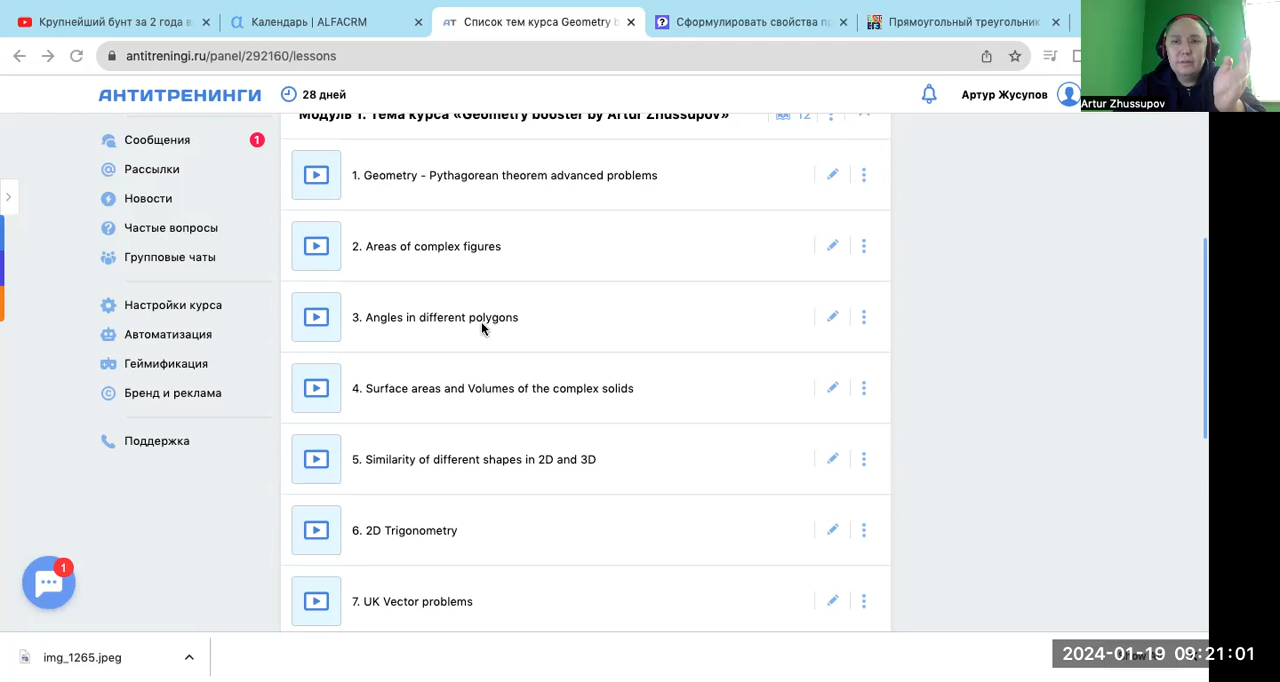 Крупнейший бунт за 2 года в
Календарь | ALFACRM
Список тем курса Geometry b
Сформулировать свойства пр
Прямоугольный треугольник
antitreningi.ru/panel/292160/lessons
АНТИТРЕНИНГИ
28 дней
Артур Жусупов
Artur Zhussupov
Модуль 1. Тема курса «Geometry booster by Artur Zhussupov»
12
Сообщения
1
Рассылки
Новости
Частые вопросы
Групповые чаты
Настройки курса
Автоматизация
Геймификация
Бренд и реклама
Поддержка
1. Geometry - Pythagorean theorem advanced problems
2. Areas of complex figures
3. Angles in different polygons
4. Surface areas and Volumes of the complex solids
5. Similarity of different shapes in 2D and 3D
6. 2D Trigonometry
7. UK Vector problems
1
img_1265.jpeg
2024-01-19 09:21:01